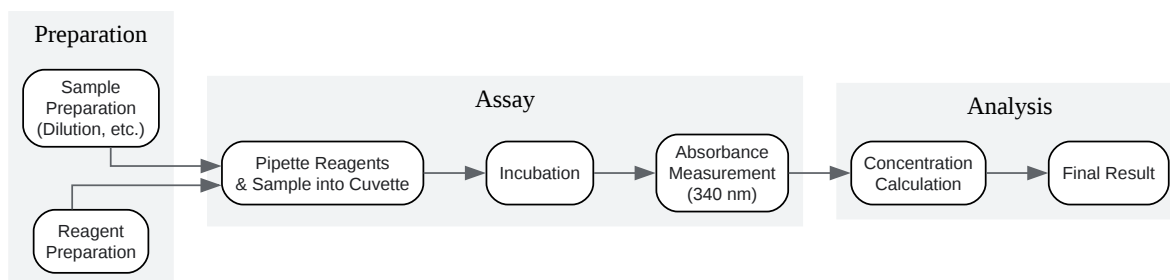 Preparation
Sample
Preparation
(Dilution, etc.)
Reagent
Preparation
Assay
Pipette Reagents
& Sample into Cuvette
Incubation
Absorbance
Measurement
(340 nm)
Analysis
Concentration
Calculation
Final Result